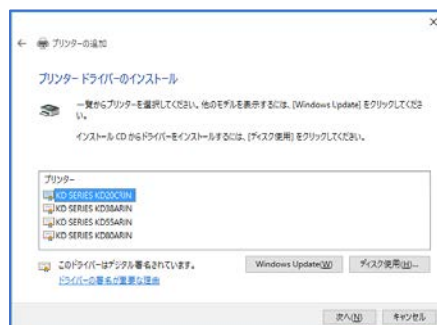 プリンターの追加
プリンター ドライバーのインストール
一覧からプリンターを選択してください。他のモデルを表示するには、[Windows Update] をクリックしてください。
インストール CD からドライバーをインストールするには、[ディスク使用] をクリックしてください。
プリンター
KD SERIES KD20CRIN
KD SERIES KD38ARIN
KD SERIES KD55ARIN
KD SERIES KD80ARIN
このドライバーはデジタル署名されています。
ドライバーの署名が重要な理由
Windows Update(W)
ディスク使用(H)...
次へ(N)
キャンセル